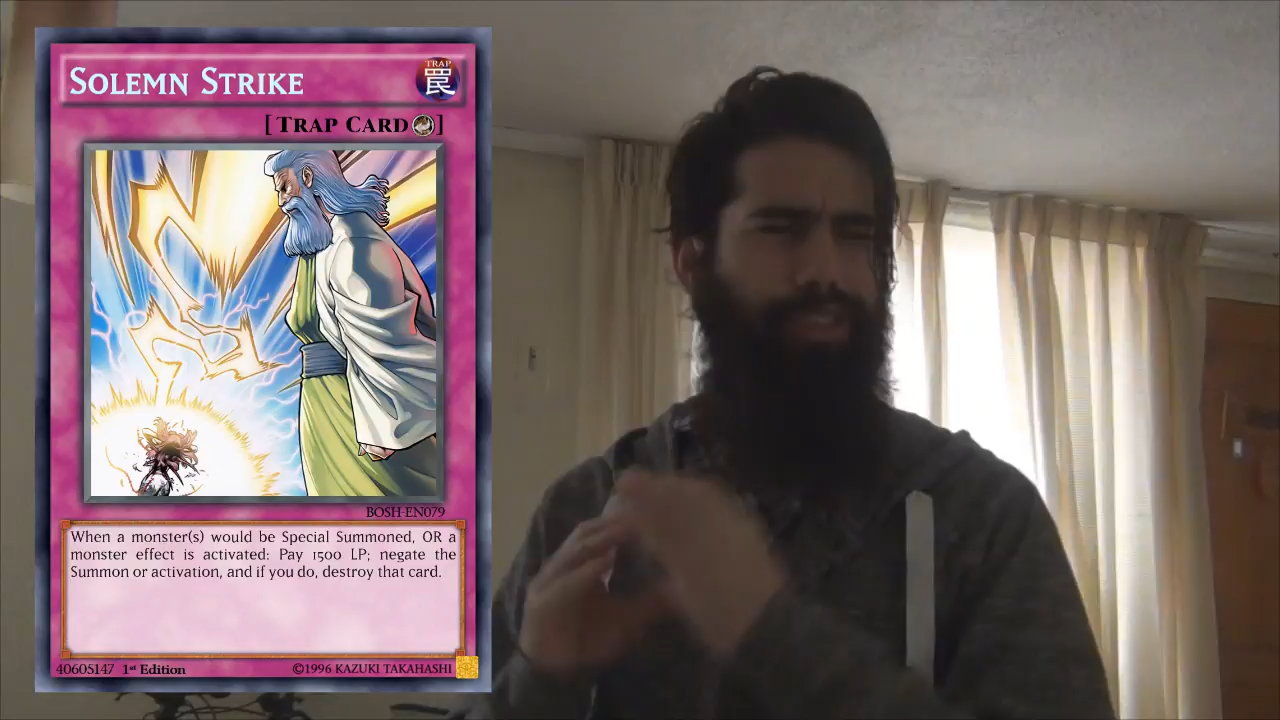 SOLEMN STRIKE
TRAP
罠
[TRAP CARD]
BOSH-EN079
When a monster(s) would be Special Summoned, OR a
monster effect is activated: Pay 1500 LP; negate the
Summon or activation, and if you do, destroy that card.
40605147 1st Edition ©1996 KAZUKI TAKAHASHI